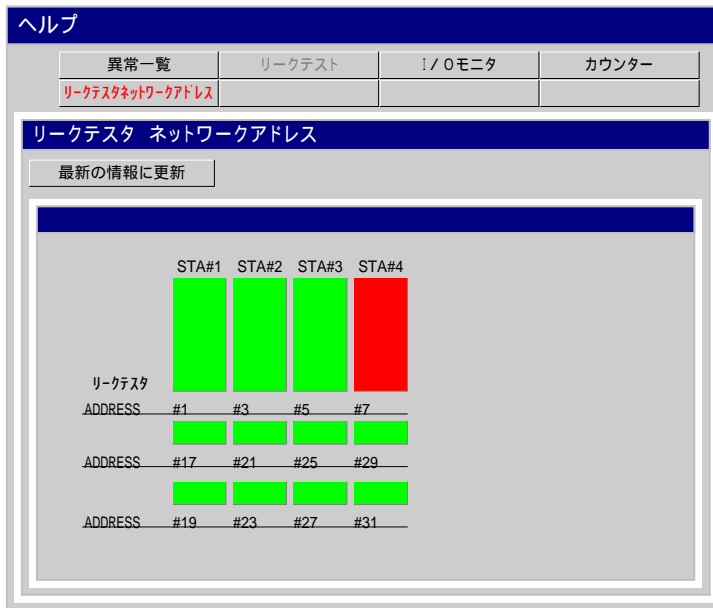 ヘルプ
異常一覧 リークテスト I/Oモニタ カウンター
リークテスタネットワークアドレス
リークテスタ ネットワークアドレス
最新の情報に更新
STA#1 STA#2 STA#3 STA#4
リークテスタ
ADDRESS #1 #3 #5 #7
ADDRESS #17 #21 #25 #29
ADDRESS #19 #23 #27 #31